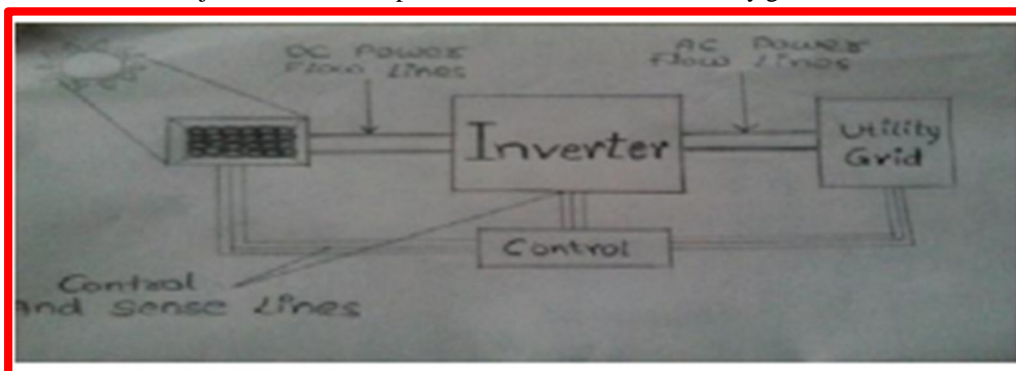 DC Power
Flow Lines
AC Power
Flow Lines
Inverter
Utility
Grid
Control
Control
and Sense Lines